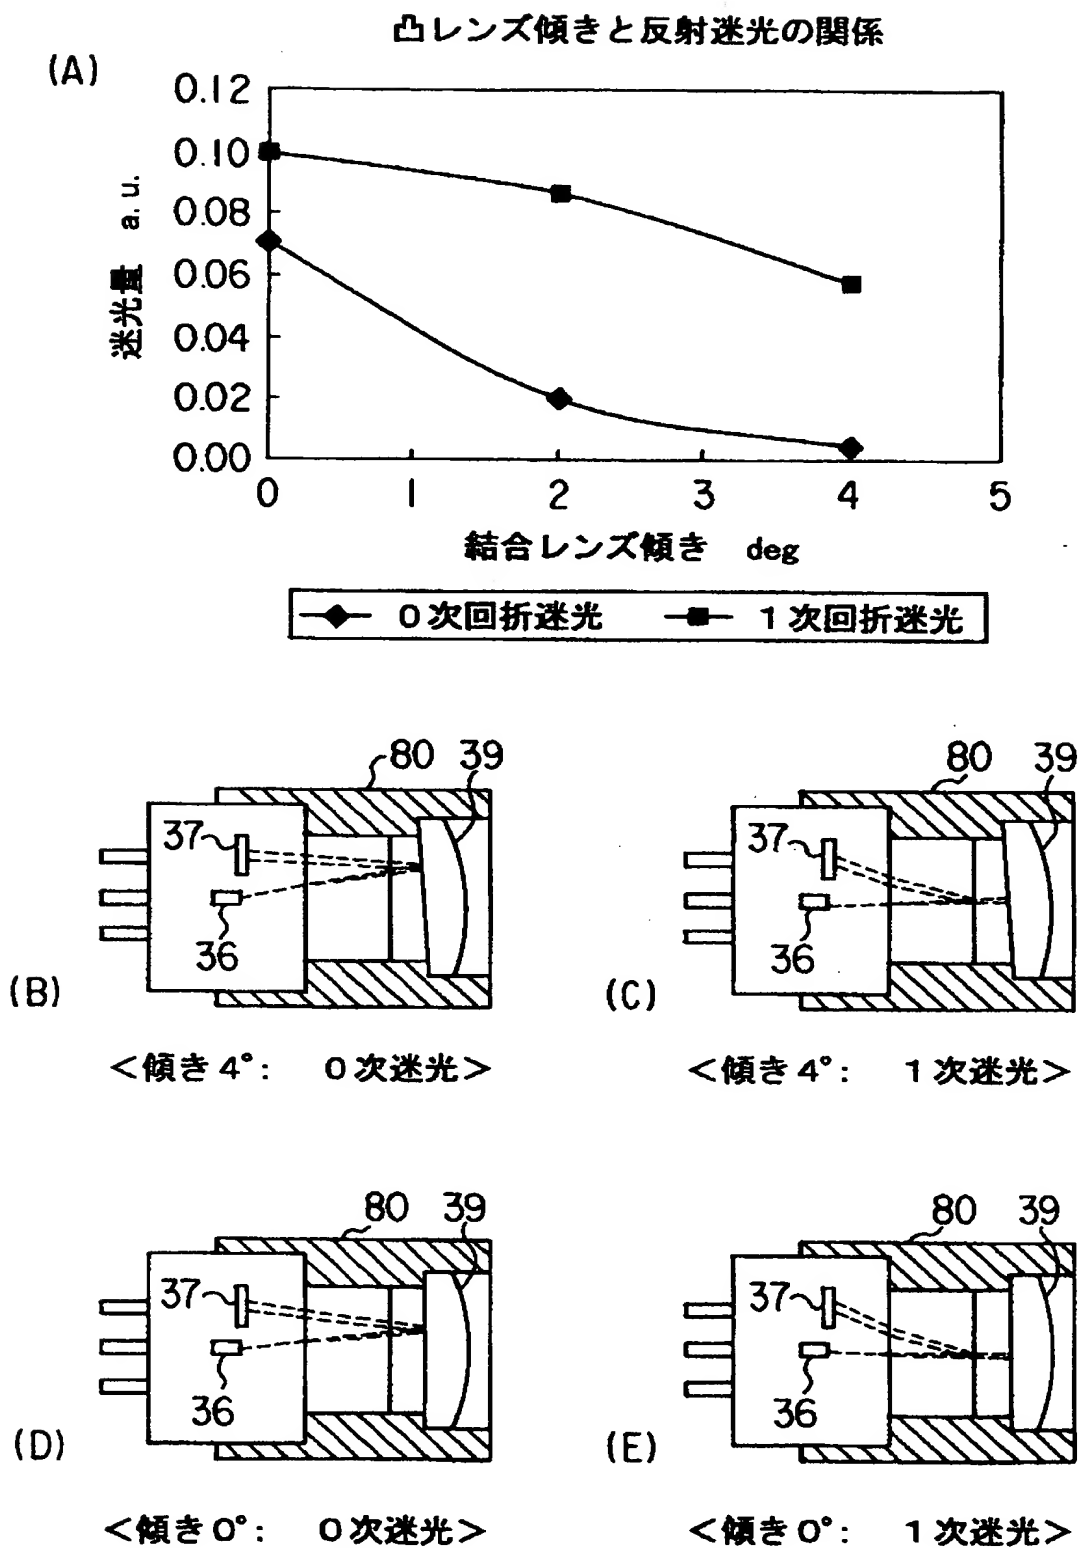 凸レンズ傾きと反射迷光の関係
(A)
0.12
0.10
0.08
0.06
0.04
0.02
0.00
迷光量 a.u.
0 1 2 3 4 5
結合レンズ傾き deg
0次回折迷光 1次回折迷光
80 39
37
36
(B)
<傾き4°: 0次迷光>
80 39
37
36
(C)
<傾き4°: 1次迷光>
80 39
37
36
(D)
<傾き0°: 0次迷光>
80 39
37
36
(E)
<傾き0°: 1次迷光>